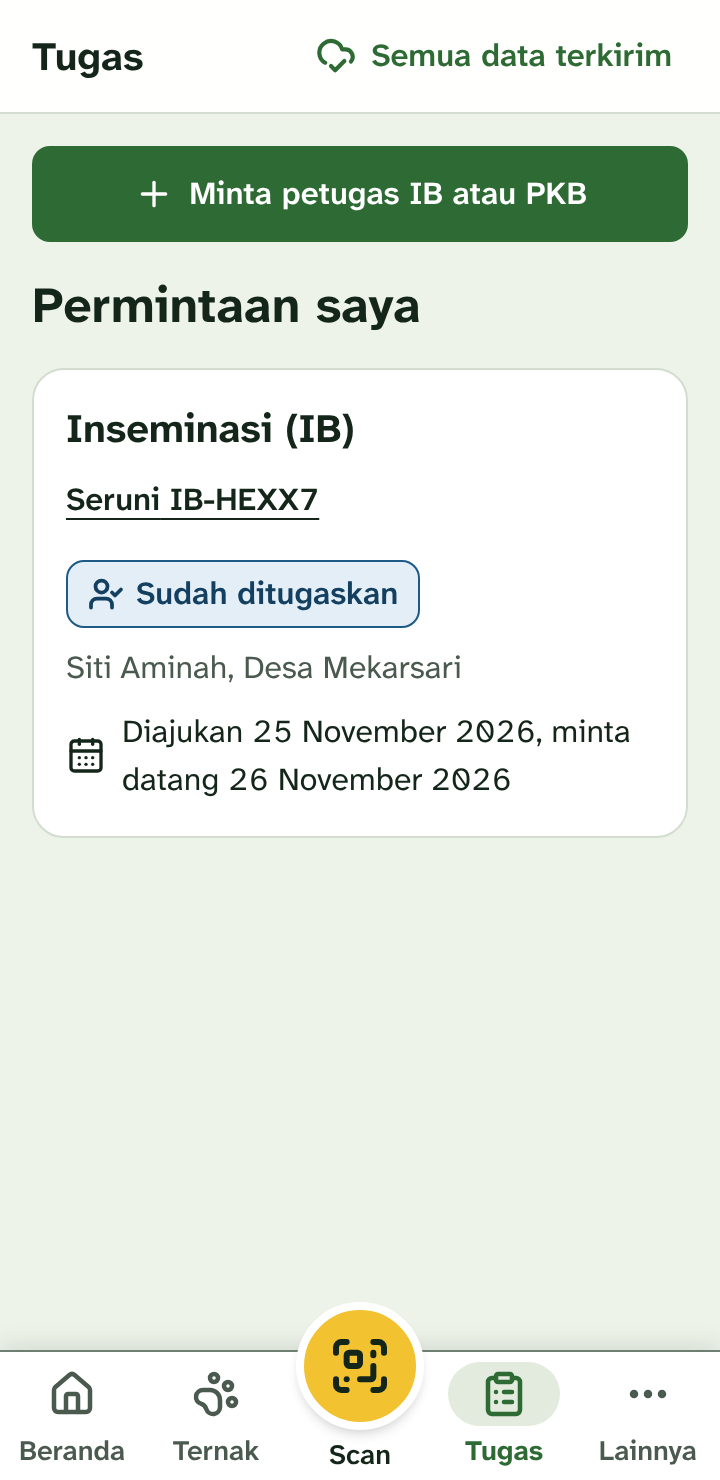 Tugas
Semua data terkirim
Minta petugas IB atau PKB
Permintaan saya
Inseminasi (IB)
Seruni IB-HEXX7
Sudah ditugaskan
Siti Aminah, Desa Mekarsari
Diajukan 25 November 2026, minta
datang 26 November 2026
Beranda
Ternak
Scan
Tugas
Lainnya